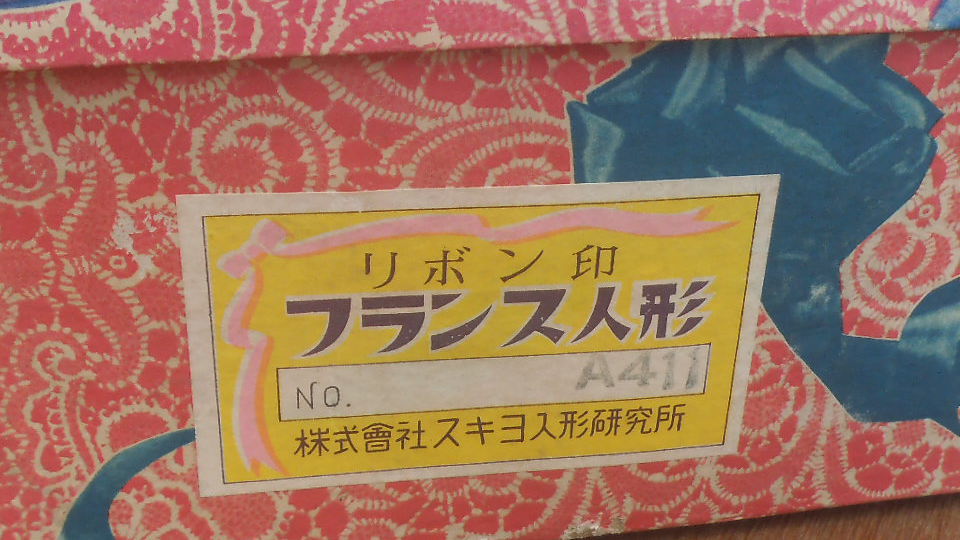 リボン印
フランス人形
No. A411
株式會社スキヨ人形研究所